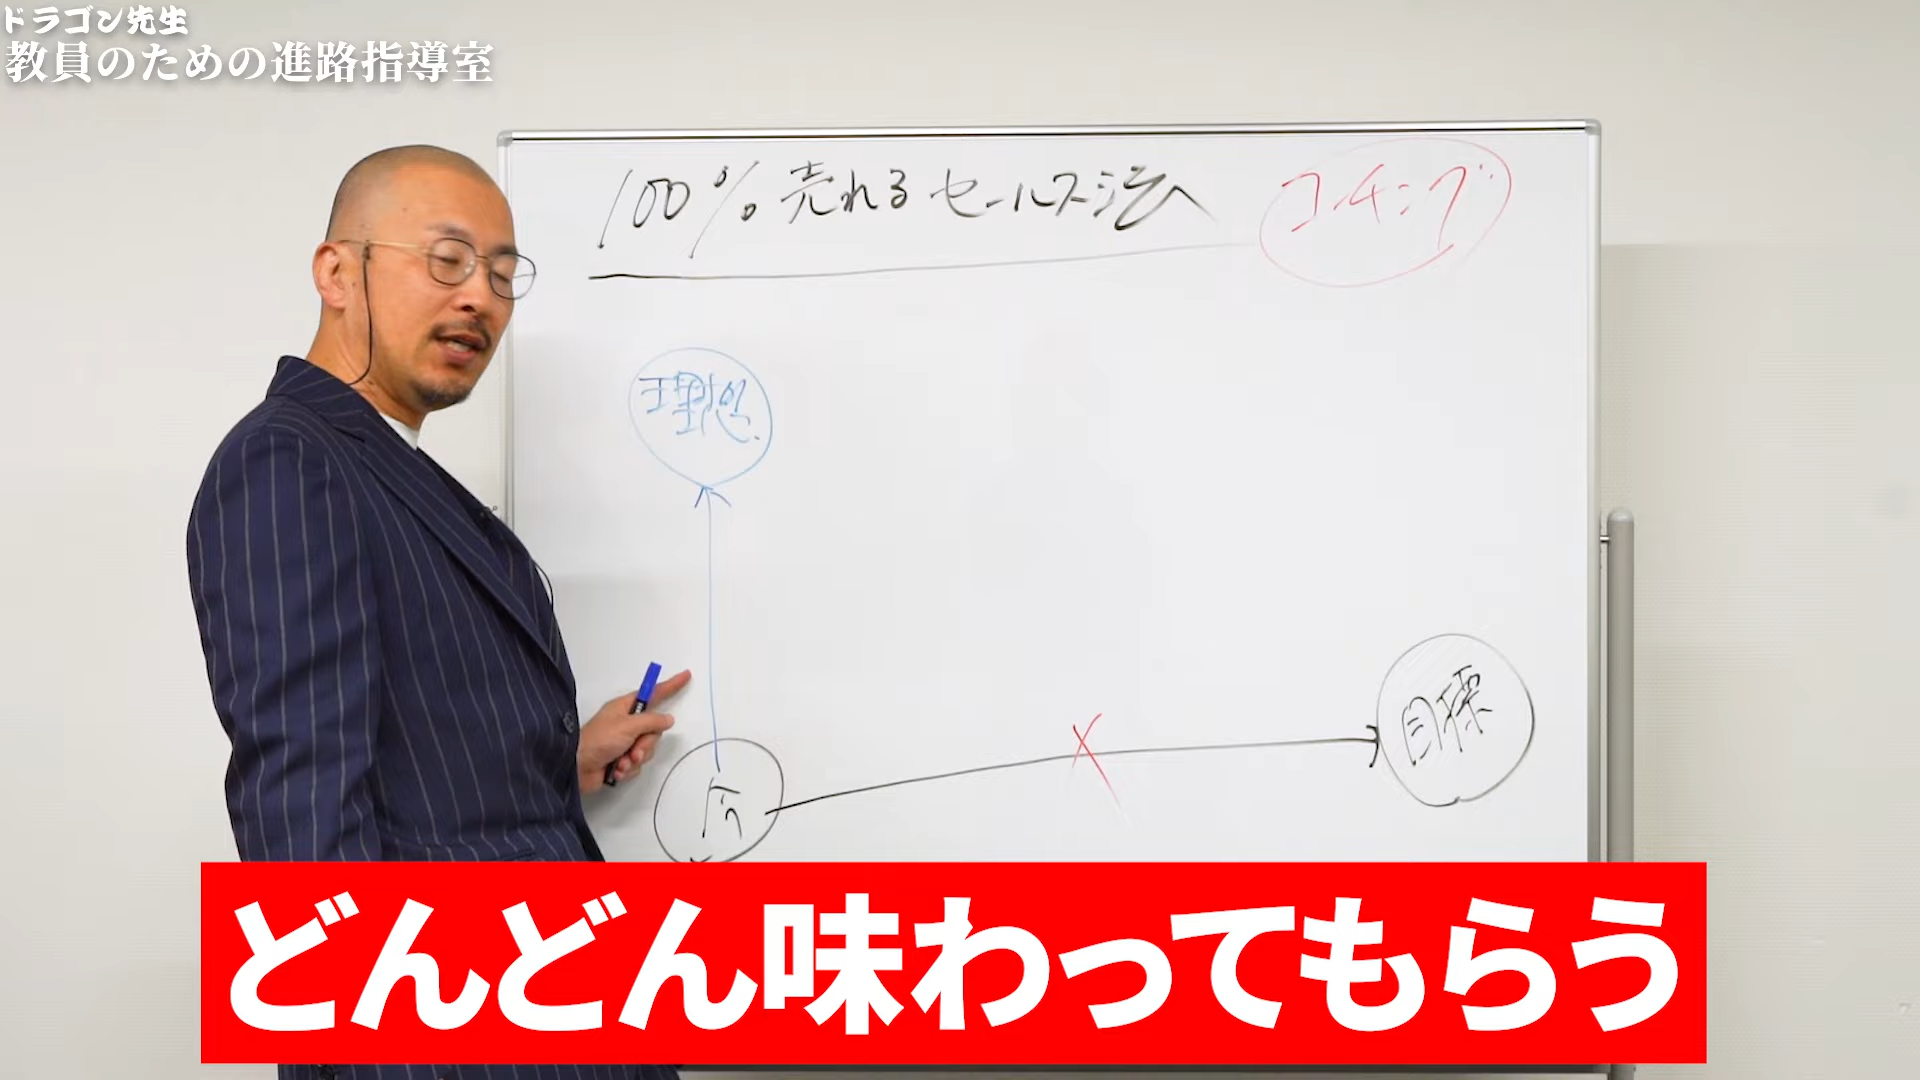 ドラゴン先生
教員のための進路指導室
100%売れるセールス法
コーチング
理想
今
目標
どんどん味わってもらう